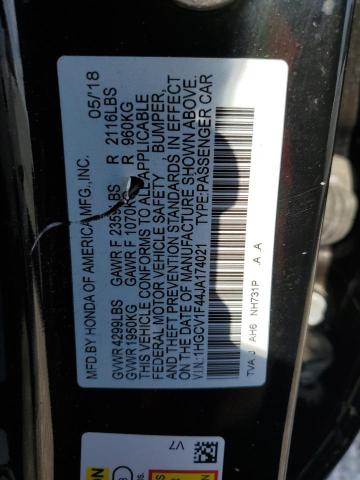 MFD BY HONDA OF AMERICA MFG., INC. 05/18
GVWR 4299LBS GAWR F 2359LBS R 2116LBS
GVWR 1950KG GAWR F 1070KG R 960KG
THIS VEHICLE CONFORMS TO ALL APPLICABLE
FEDERAL MOTOR VEHICLE SAFETY, BUMPER,
AND THEFT PREVENTION STANDARDS IN EFFECT
ON THE DATE OF MANUFACTURE SHOWN ABOVE.
V.I.N.:1HGCV1F44JA174021 TYPE:PASSENGER CAR
TVA AH6 NH731P A A
V7